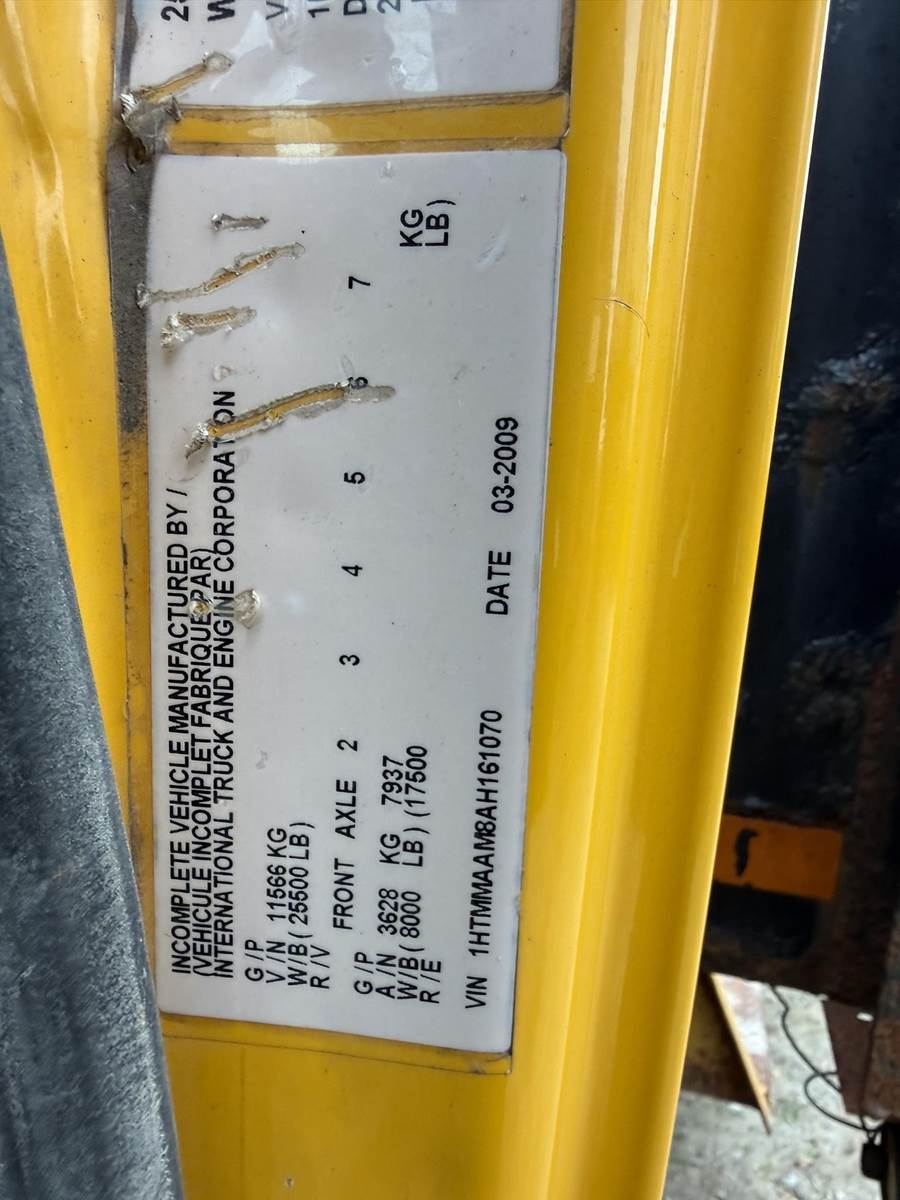 INCOMPLETE VEHICLE MANUFACTURED BY /
(VEHICULE INCOMPLET FABRIQUE PAR)
INTERNATIONAL TRUCK AND ENGINE CORPORATION
G/P
V/N 11566 KG
W/B ( 25500 LB )
R/V
FRONT AXLE 2 3 4 5 6 7
G/P
A/N 3628 KG 7937 KG
W/B ( 8000 LB ) (17500 LB )
R/E
VIN 1HTMMAAM8AH161070 DATE 03-2009